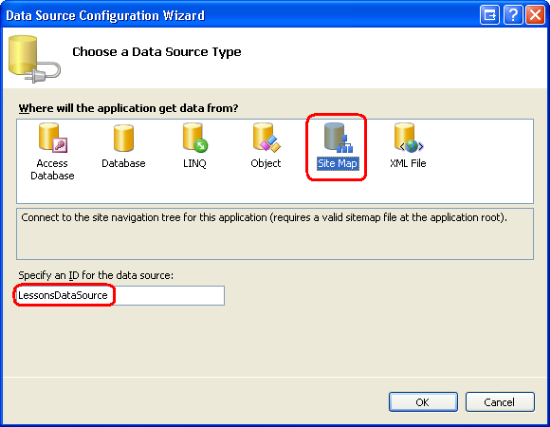 Data Source Configuration Wizard
Choose a Data Source Type
Where will the application get data from?
Access Database
Database
LINQ
Object
Site Map
XML File
Connect to the site navigation tree for this application (requires a valid sitemap file at the application root).
Specify an ID for the data source:
LessonsDataSource
OK
Cancel